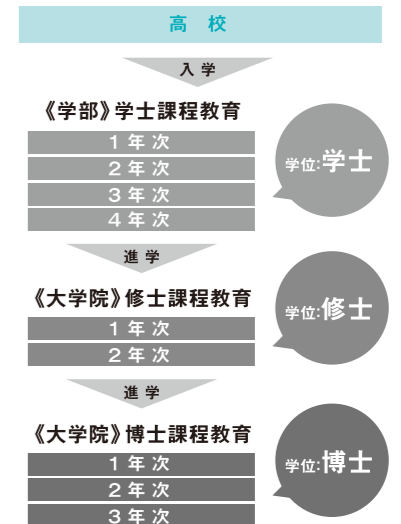 高 校
入 学
《学部》学士課程教育
1 年 次
2 年 次
3 年 次
4 年 次
学位:学士
進 学
《大学院》修士課程教育
1 年 次
2 年 次
学位:修士
進 学
《大学院》博士課程教育
1 年 次
2 年 次
3 年 次
学位:博士